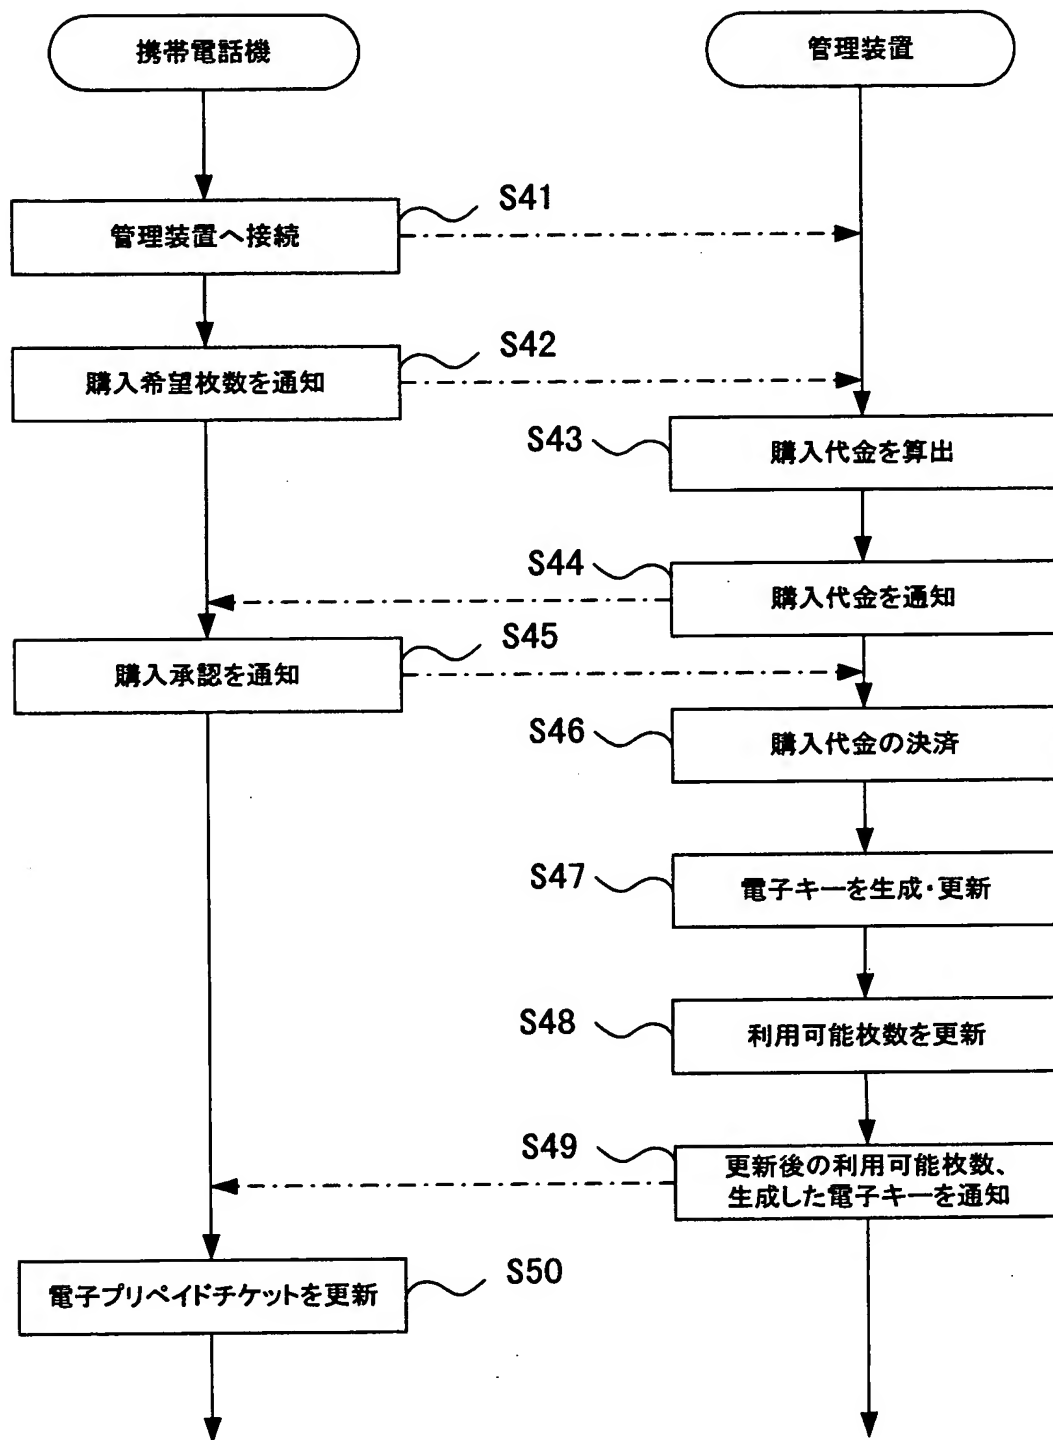 携帯電話機
管理装置
S41
管理装置へ接続
S42
購入希望枚数を通知
S43
購入代金を算出
S44
購入代金を通知
S45
購入承認を通知
S46
購入代金の決済
S47
電子キーを生成・更新
S48
利用可能枚数を更新
S49
更新後の利用可能枚数、
生成した電子キーを通知
S50
電子プリペイドチケットを更新